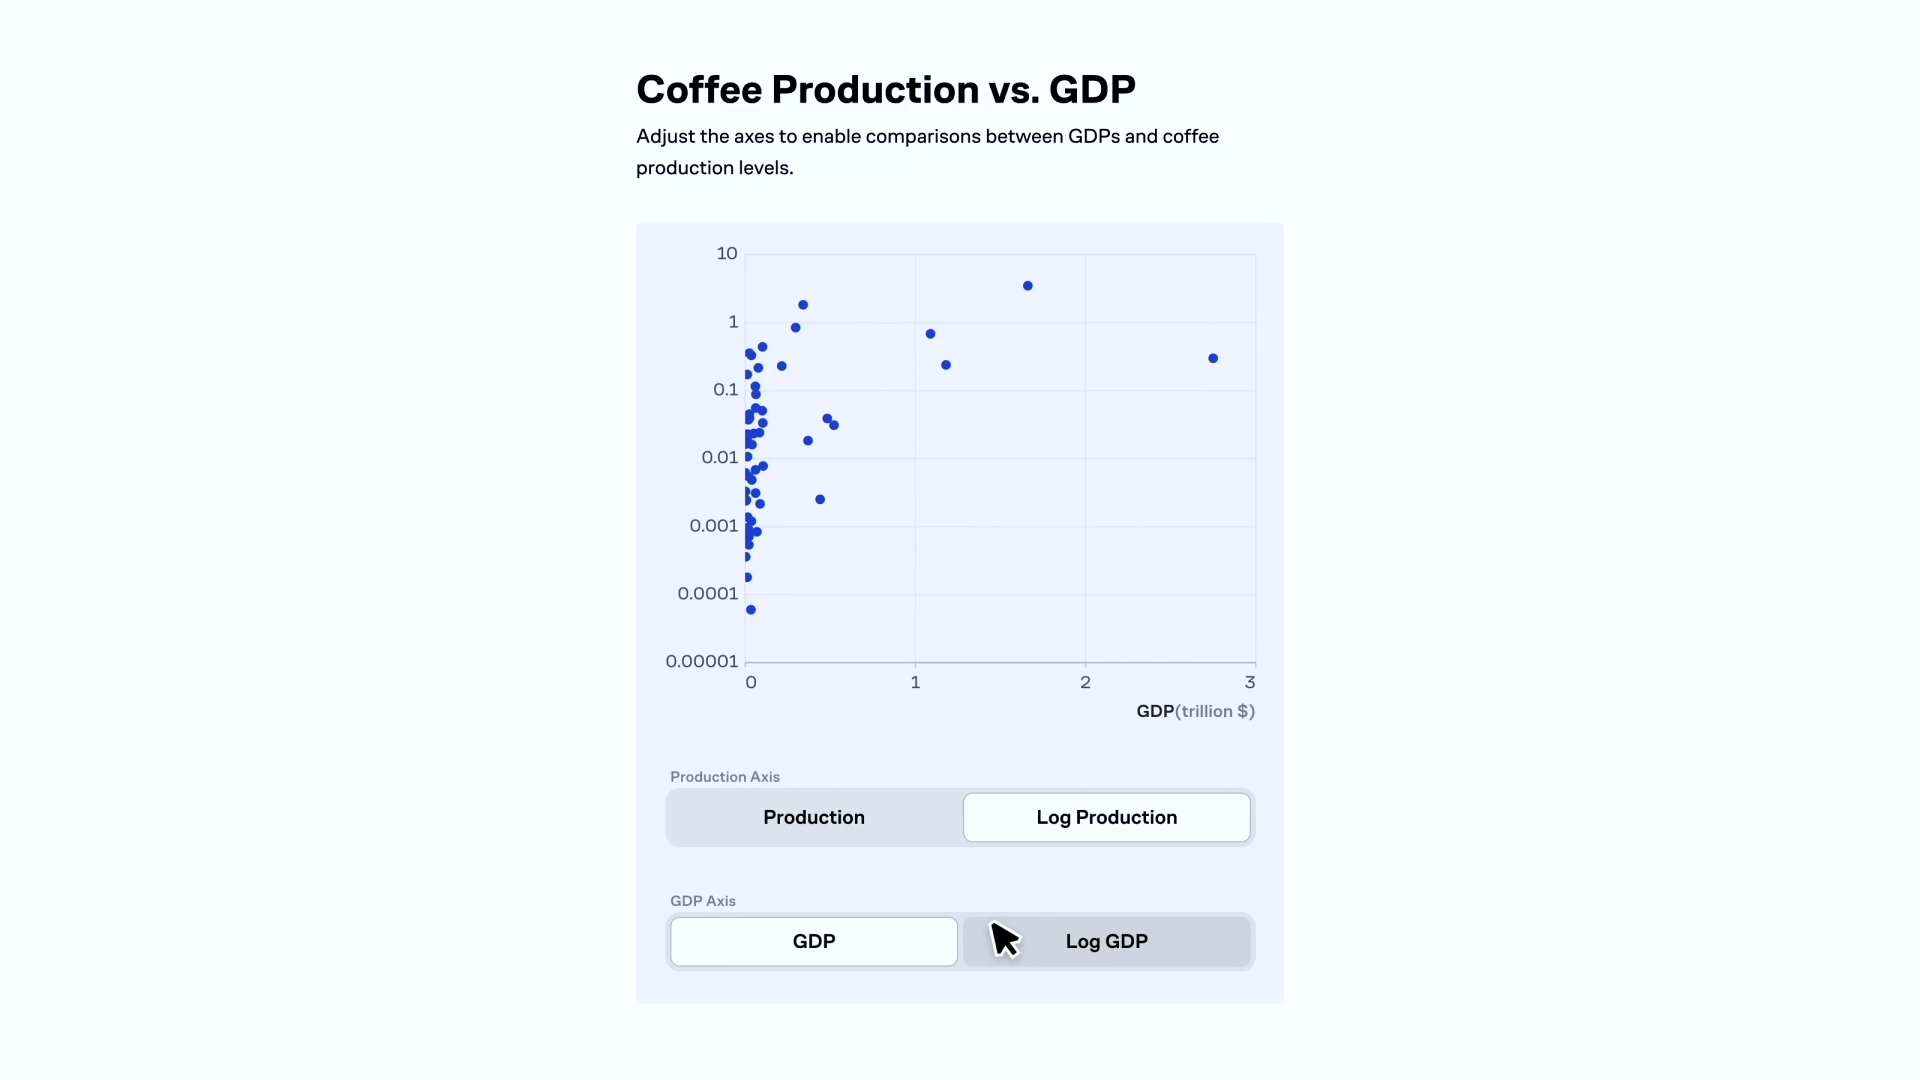 Coffee Production vs. GDP
Adjust the axes to enable comparisons between GDPs and coffee
production levels.
10
1
0.1
0.01
0.001
0.0001
0.00001
0 1 2 3
GDP(trillion $)
Production Axis
Production Log Production
GDP Axis
GDP Log GDP